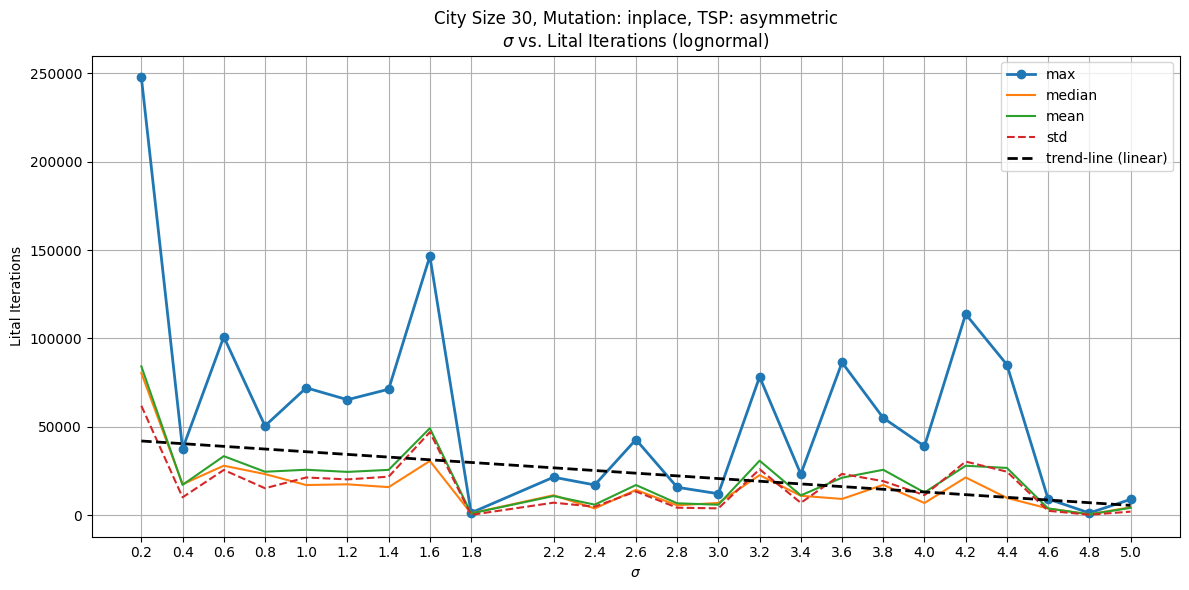 City Size 30, Mutation: inplace, TSP: asymmetric
σ vs. Lital Iterations (lognormal)
max
median
mean
std
trend-line (linear)
250000
200000
150000
100000
50000
0
Lital Iterations
0.2 0.4 0.6 0.8 1.0 1.2 1.4 1.6 1.8 2.2 2.4 2.6 2.8 3.0 3.2 3.4 3.6 3.8 4.0 4.2 4.4 4.6 4.8 5.0
σ